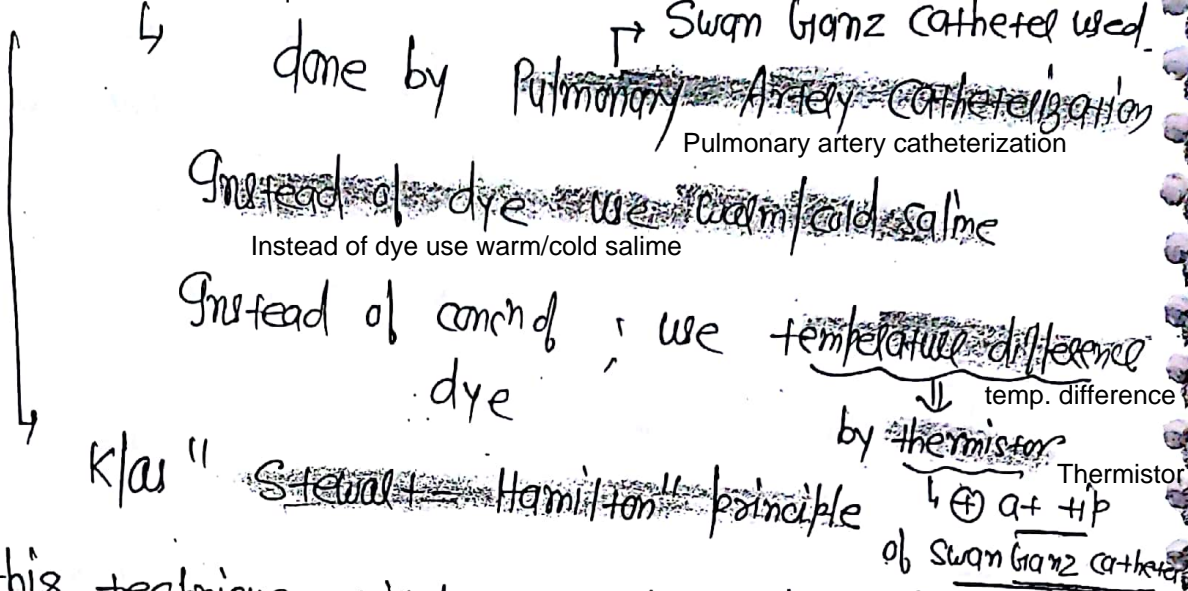 ↳ → Swan Ganz Catheter used
done by Pulmonary Artery Catheterization
Pulmonary artery catheterization
Instead of dye use warm/cold saline
Instead of dye use warm/cold salime
Instead of concn of ; use temperature difference
dye
temp. difference
⇓
by thermistor
Thermistor
K/as " Stewart - Hamilton" principle
↳ ⊕ at tip
of Swan Ganz Catheter
this technique